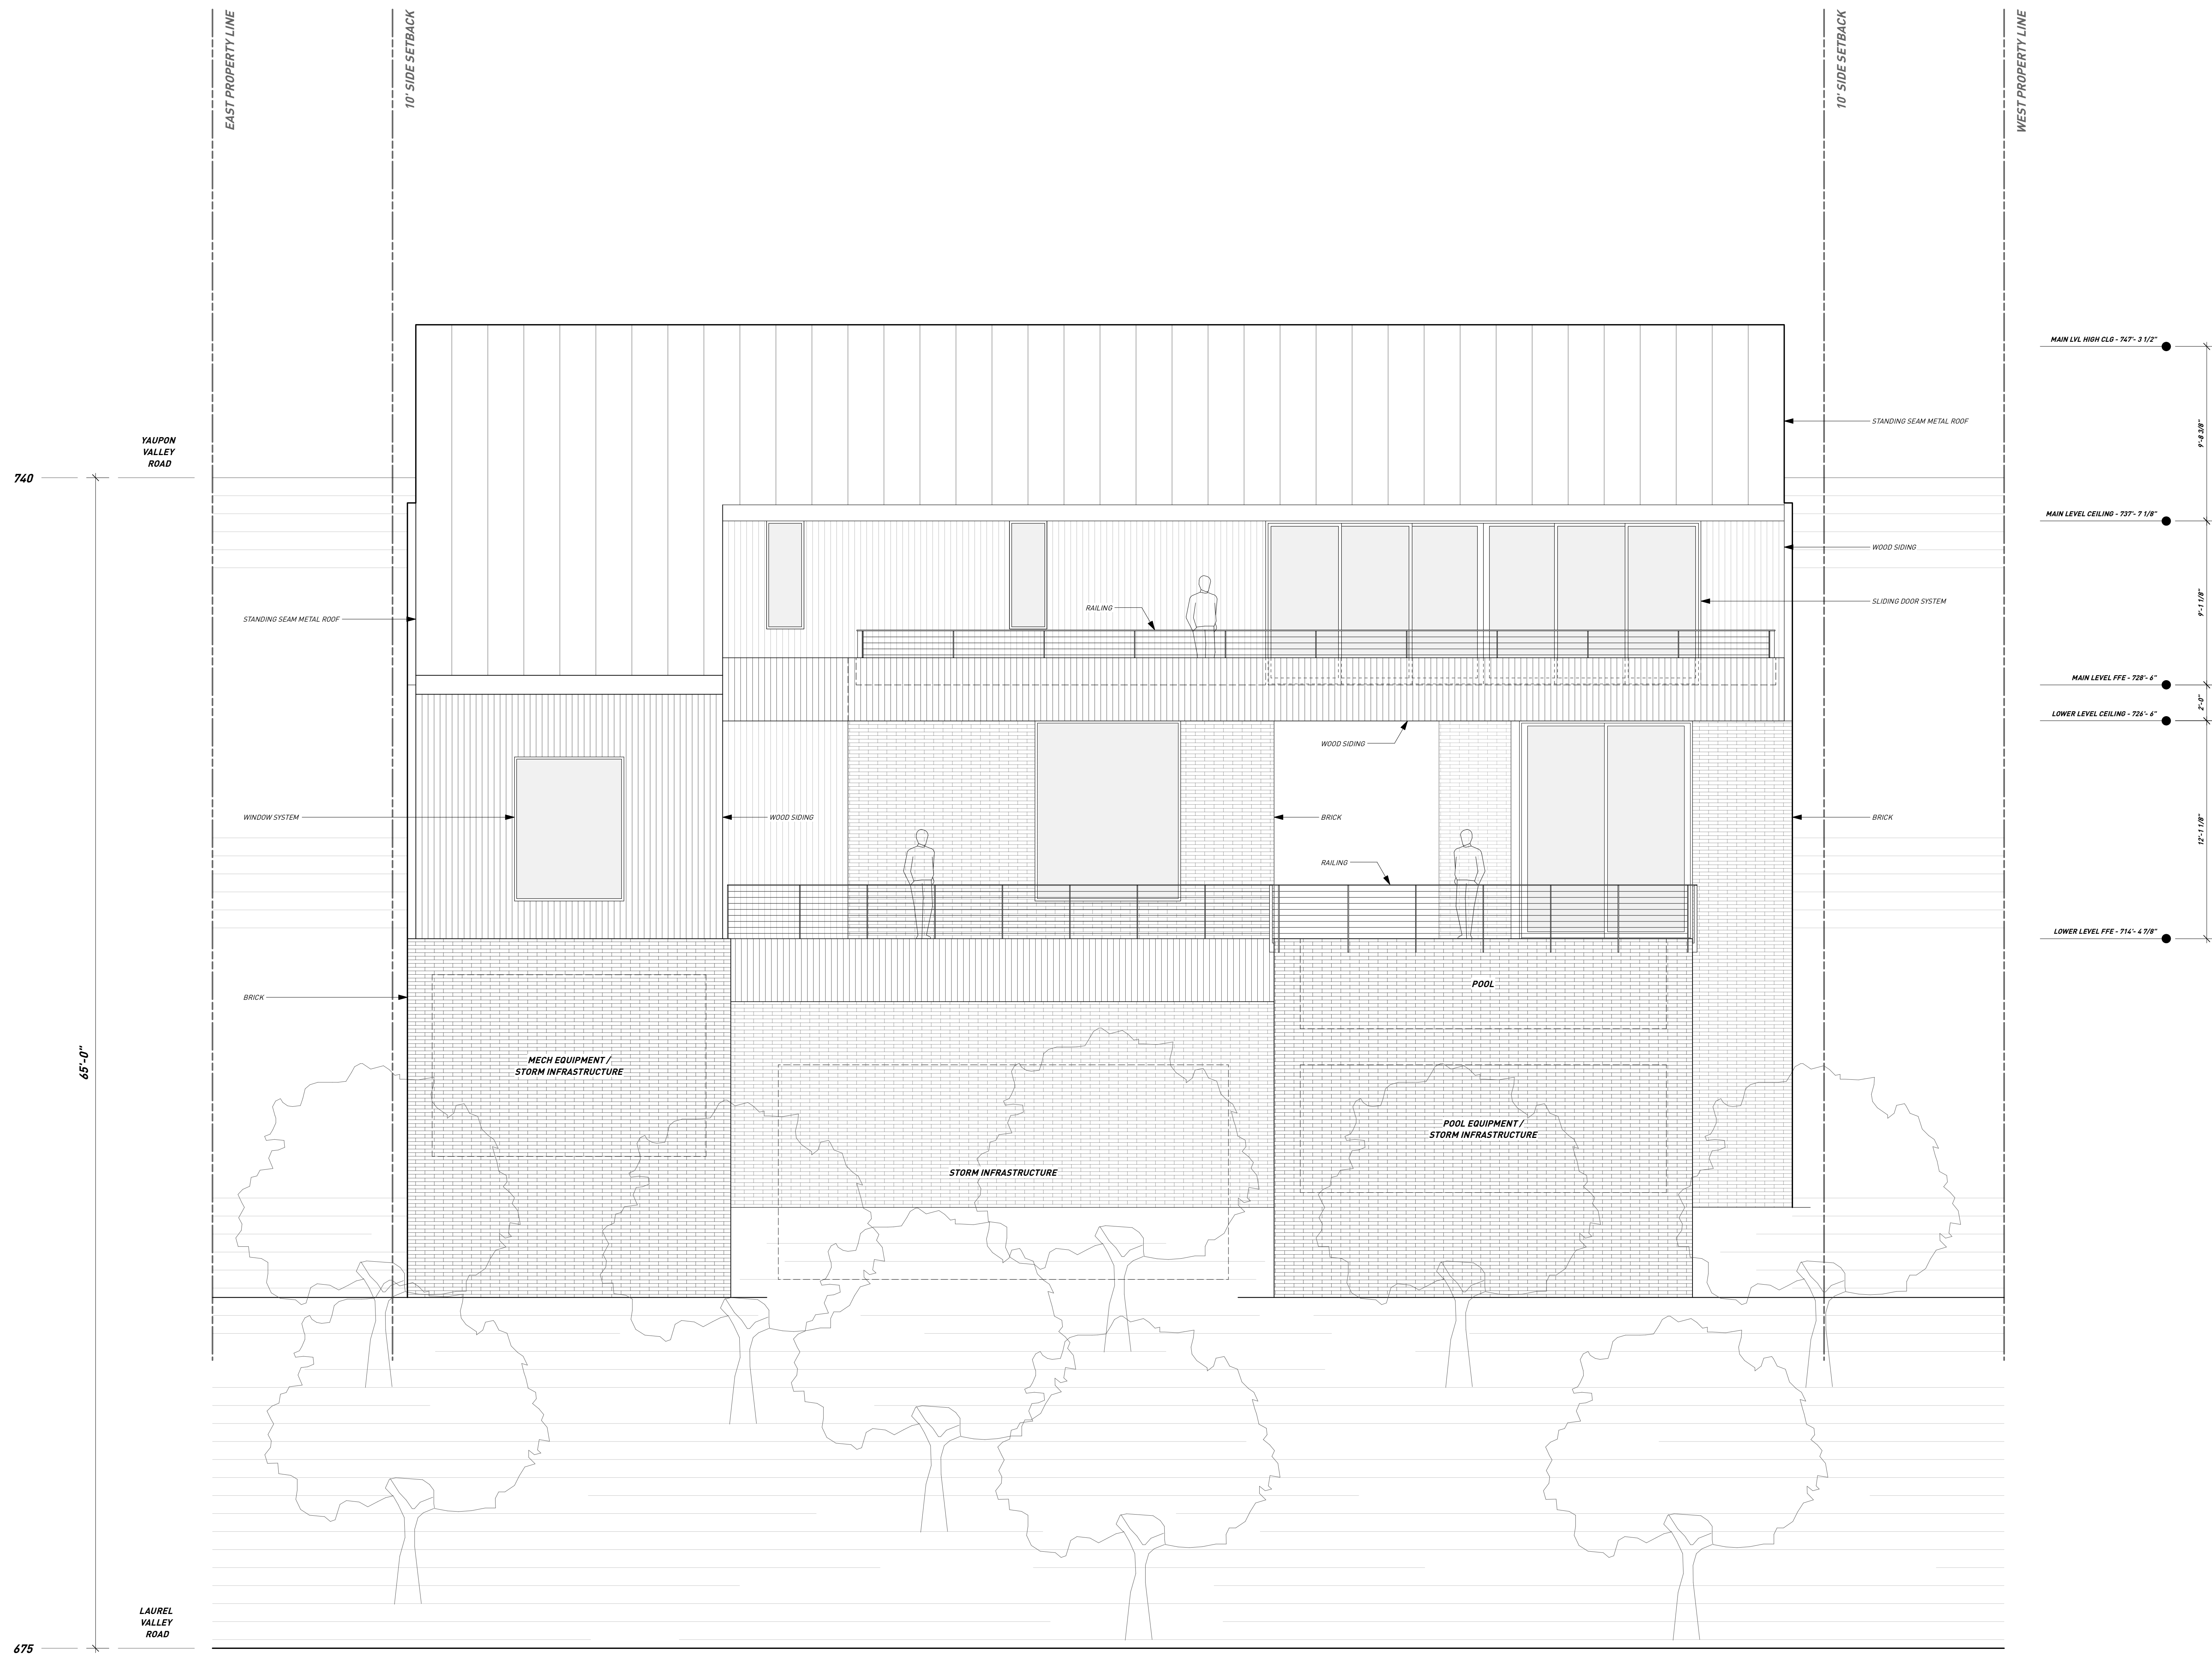 EAST PROPERTY LINE
10' SIDE SETBACK
10' SIDE SETBACK
WEST PROPERTY LINE
MAIN LVL HIGH CLG - 747'- 3 1/2"
9'-8 3/8"
STANDING SEAM METAL ROOF
YAUPON
VALLEY
ROAD
740
MAIN LEVEL CEILING - 737'- 7 1/8"
WOOD SIDING
9'-1 1/8"
SLIDING DOOR SYSTEM
RAILING
STANDING SEAM METAL ROOF
MAIN LEVEL FFE - 728'- 6"
2'-0"
LOWER LEVEL CEILING - 726'- 6"
WOOD SIDING
WINDOW SYSTEM
WOOD SIDING
BRICK
BRICK
12'-1 1/8"
RAILING
LOWER LEVEL FFE - 714'- 4 7/8"
POOL
BRICK
65'-0"
MECH EQUIPMENT /
STORM INFRASTRUCTURE
POOL EQUIPMENT /
STORM INFRASTRUCTURE
STORM INFRASTRUCTURE
LAUREL
VALLEY
ROAD
675